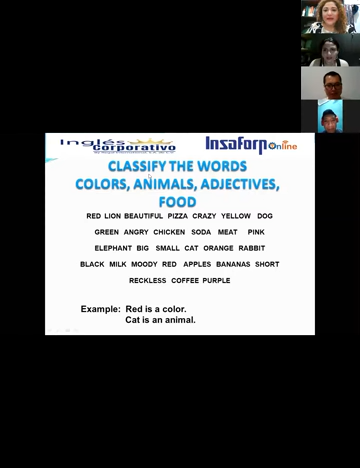 Inglés corporativo
Insaforp Online
CLASSIFY THE WORDS
COLORS, ANIMALS, ADJECTIVES,
FOOD
RED LION BEAUTIFUL PIZZA CRAZY YELLOW DOG
GREEN ANGRY CHICKEN SODA MEAT PINK
ELEPHANT BIG SMALL CAT ORANGE RABBIT
BLACK MILK MOODY RED APPLES BANANAS SHORT
RECKLESS COFFEE PURPLE
Example: Red is a color.
Cat is an animal.